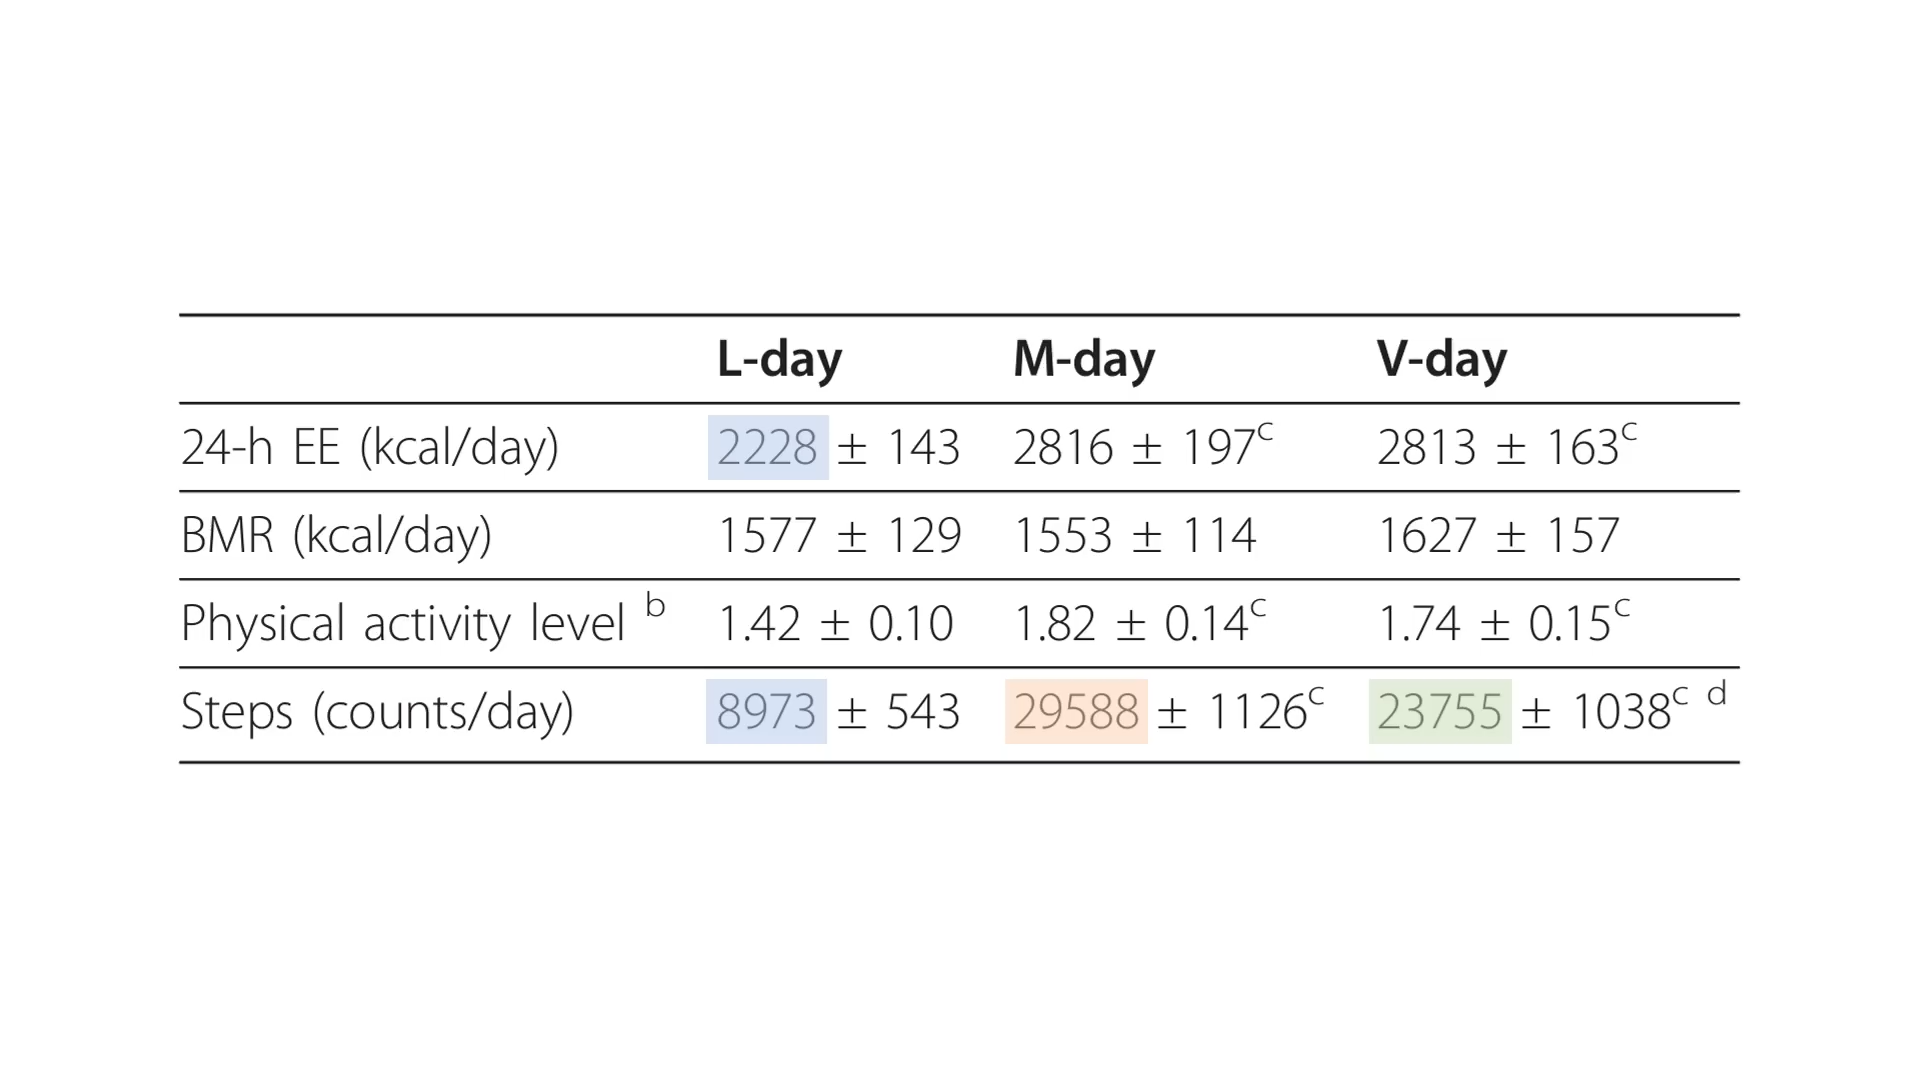 L-day M-day V-day
24-h EE (kcal/day) 2228 ± 143 2816 ± 197c 2813 ± 163c
BMR (kcal/day) 1577 ± 129 1553 ± 114 1627 ± 157
Physical activity level b 1.42 ± 0.10 1.82 ± 0.14c 1.74 ± 0.15c
Steps (counts/day) 8973 ± 543 29588 ± 1126c 23755 ± 1038c d